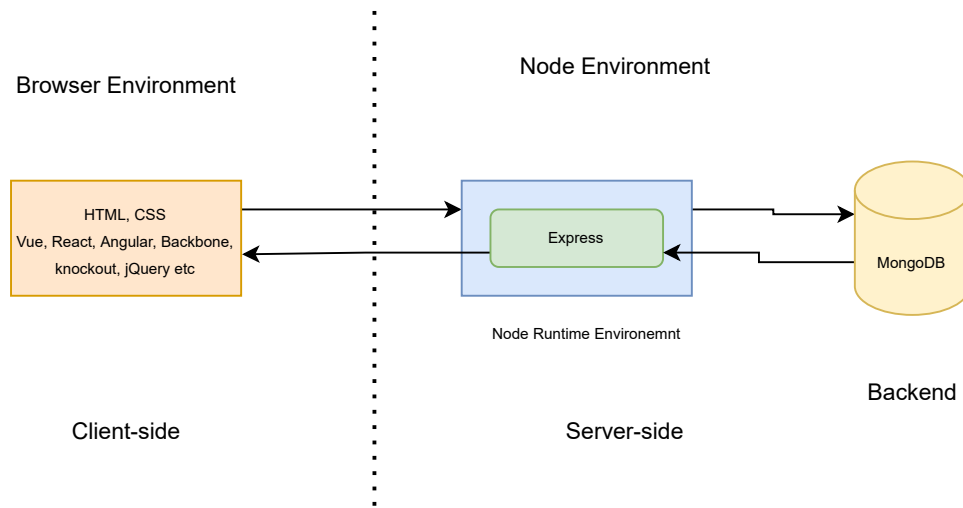 Browser Environment
Node Environment
HTML, CSS
Vue, React, Angular, Backbone,
knockout, jQuery etc
Express
MongoDB
Node Runtime Environemnt
Backend
Client-side
Server-side